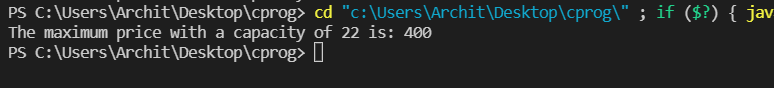 PS C:\Users\Archit\Desktop\cprog> cd "c:\Users\Archit\Desktop\cprog\" ; if ($?) { jav
The maximum price with a capacity of 22 is: 400
PS C:\Users\Archit\Desktop\cprog>